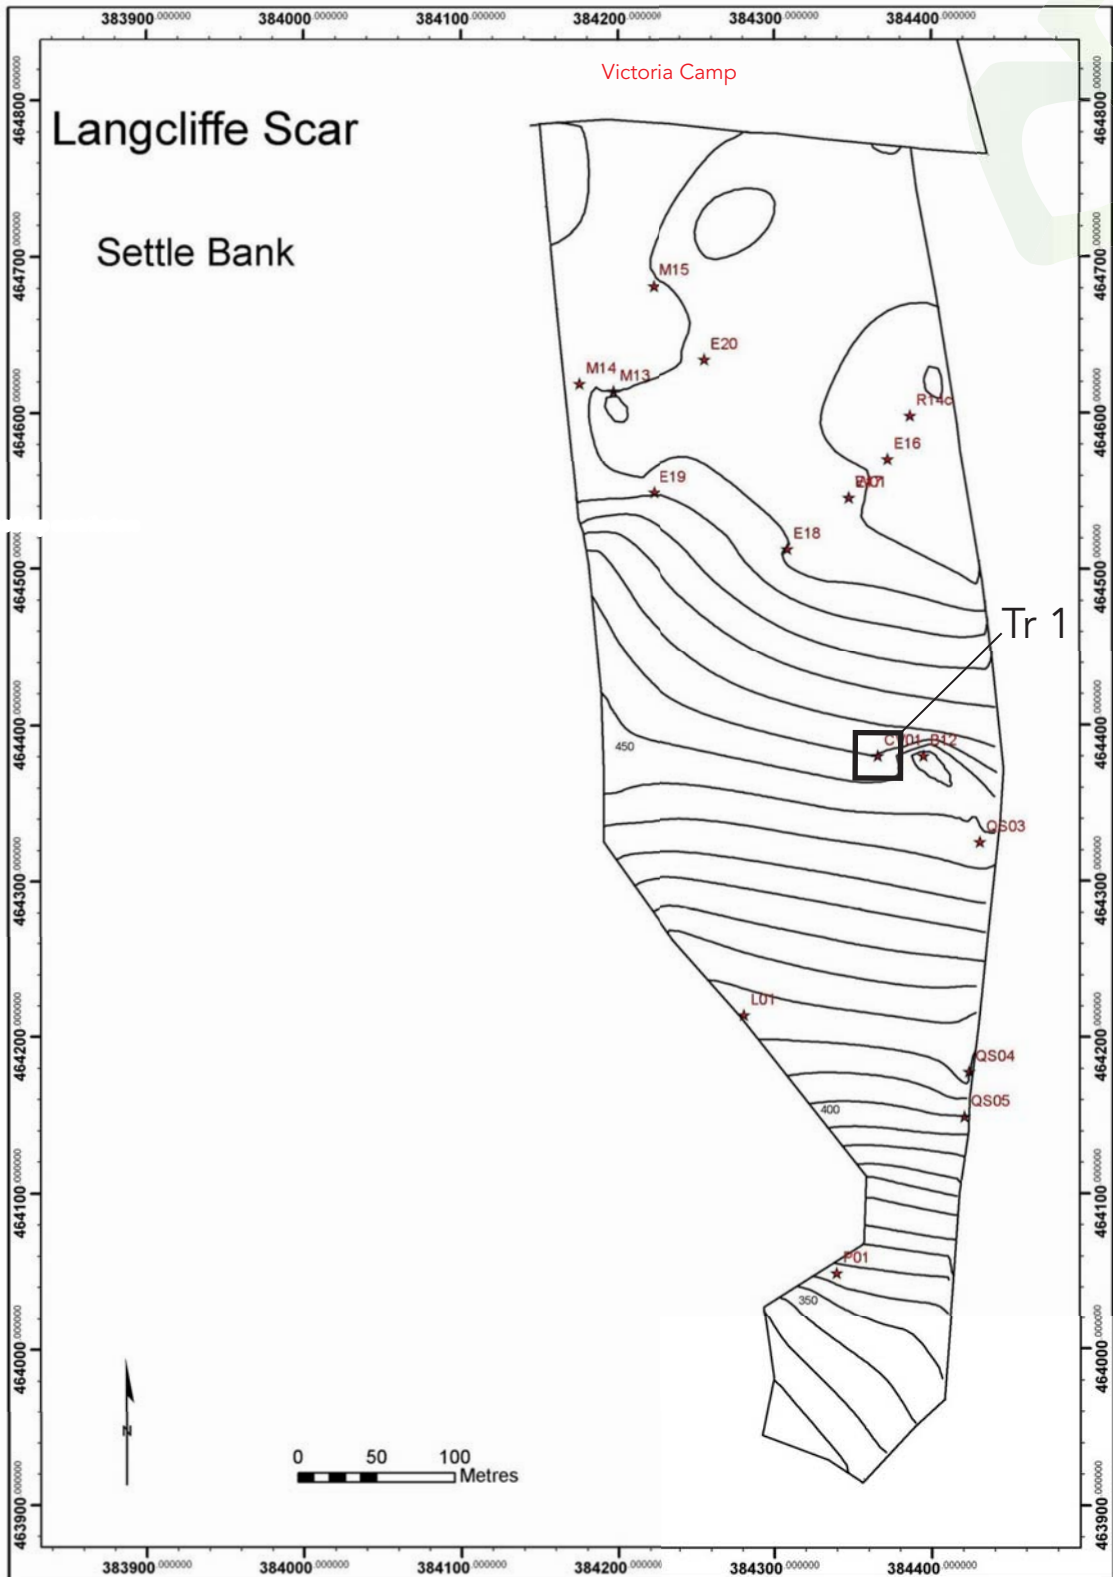 383900.000000 384000.000000 384100.000000 384200.000000 384300.000000 384400.000000
Victoria Camp
Langcliffe Scar
Settle Bank
464800.000000 464800.000000
464700.000000 464700.000000
M15
E20
M14 M13
R14c
464600.000000 464600.000000
E16
E19
E18
464500.000000 464500.000000
Tr 1
464400.000000 464400.000000
450
B12
QS03
464300.000000 464300.000000
L01
464200.000000 464200.000000
QS04
QS05
400
464100.000000 464100.000000
P01
350
464000.000000 464000.000000
N
0 50 100
Metres
463900.000000 463900.000000
383900.000000 384000.000000 384100.000000 384200.000000 384300.000000 384400.000000